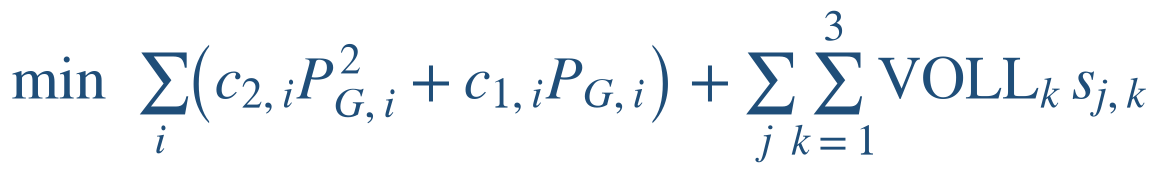 min ∑_i (c_{2,i} P_{G,i}^2 + c_{1,i} P_{G,i}) + ∑_j ∑_{k=1}^3 VOLL_k s_{j,k}